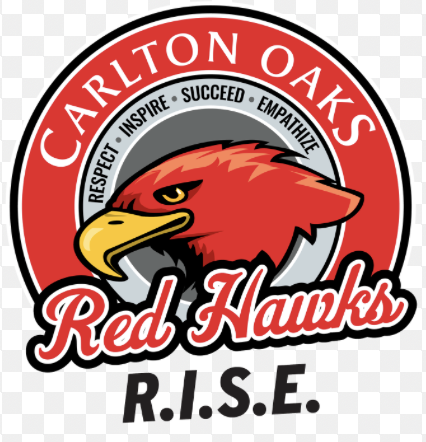 CARLTON OAKS
RESPECT • INSPIRE • SUCCEED • EMPATHIZE
Red Hawks
R.I.S.E.